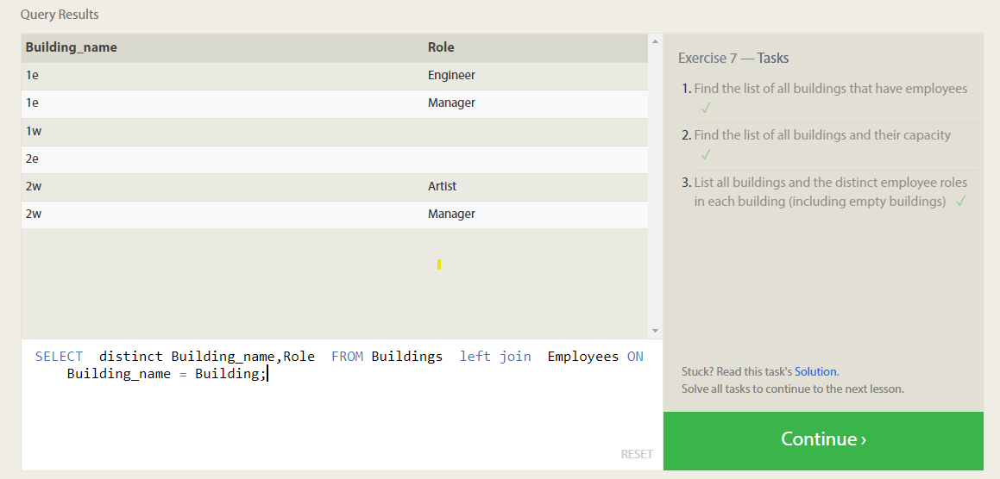 Query Results
Building_name Role
1e Engineer
1e Manager
1w
2e
2w Artist
2w Manager
SELECT distinct Building_name,Role FROM Buildings left join Employees ON
Building_name = Building;
RESET
Exercise 7 — Tasks
1. Find the list of all buildings that have employees
✓
2. Find the list of all buildings and their capacity
✓
3. List all buildings and the distinct employee roles
in each building (including empty buildings) ✓
Stuck? Read this task's Solution.
Solve all tasks to continue to the next lesson.
Continue ›